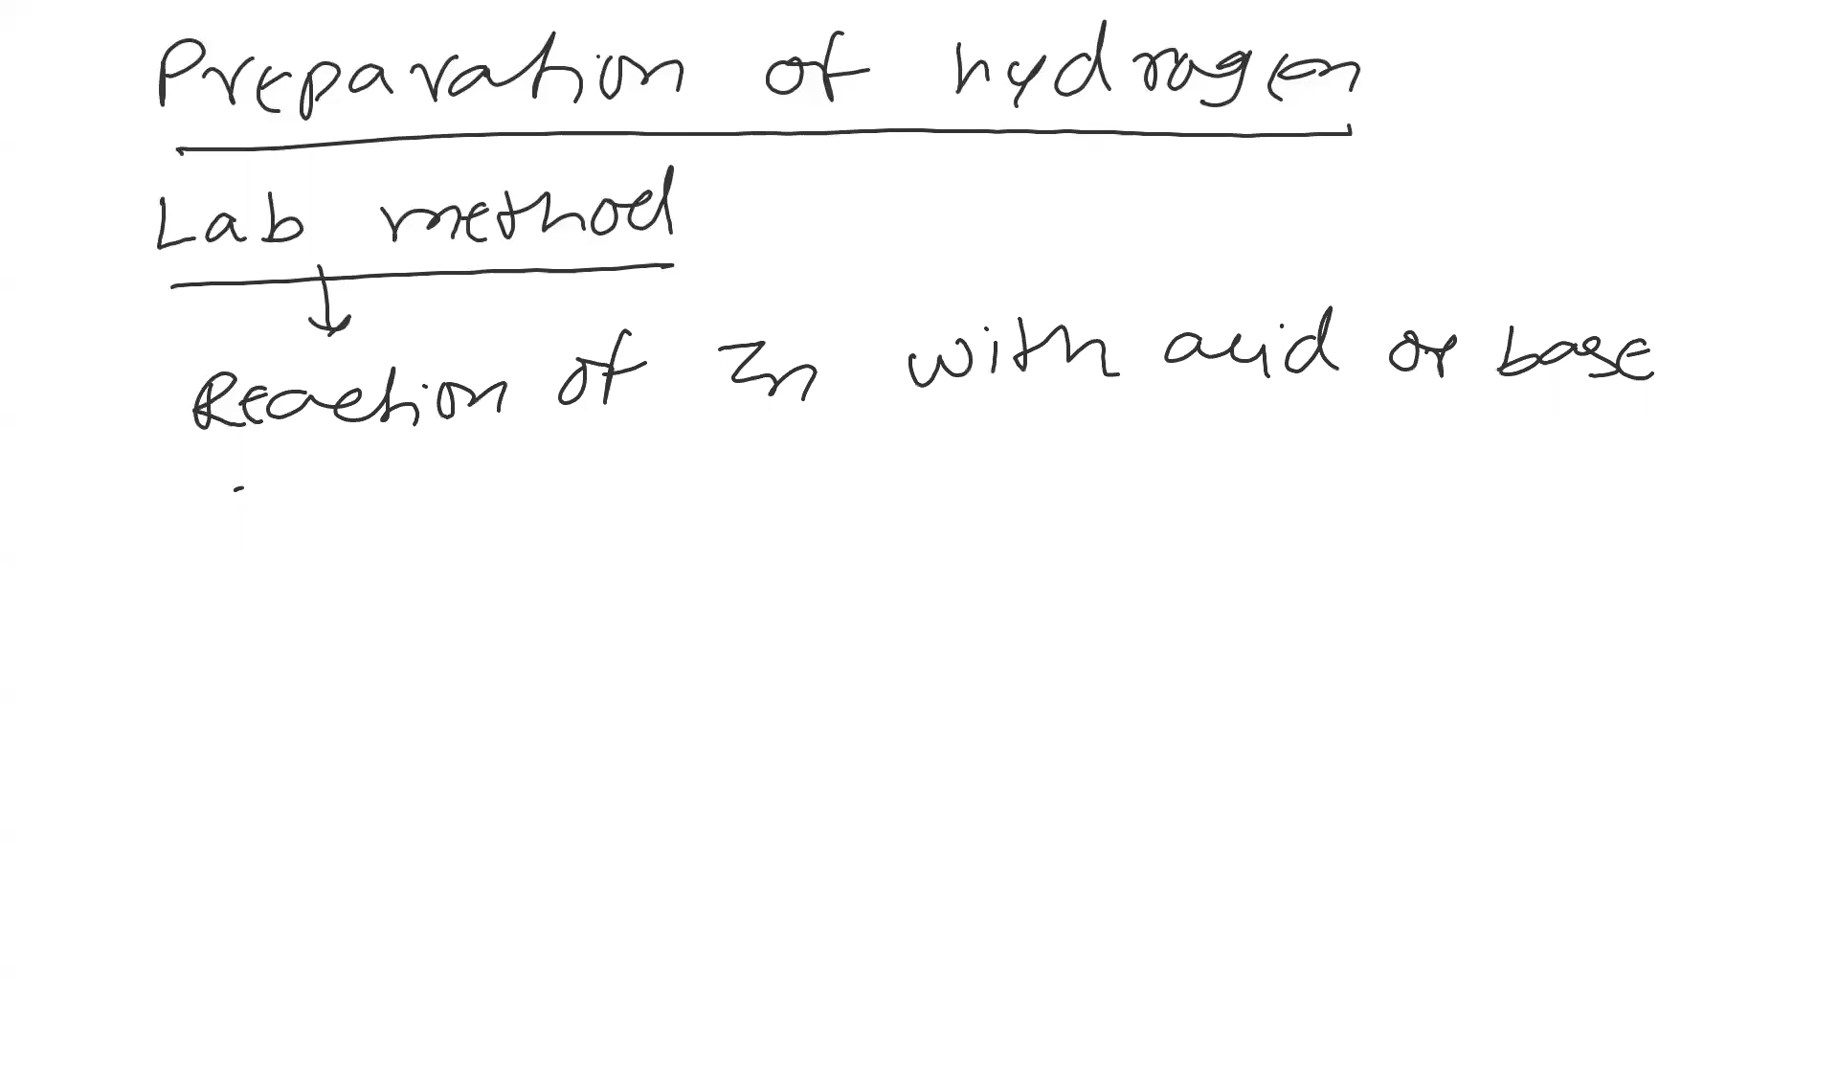 Preparation of hydrogen
Lab method
Reaction of Zn with acid or base